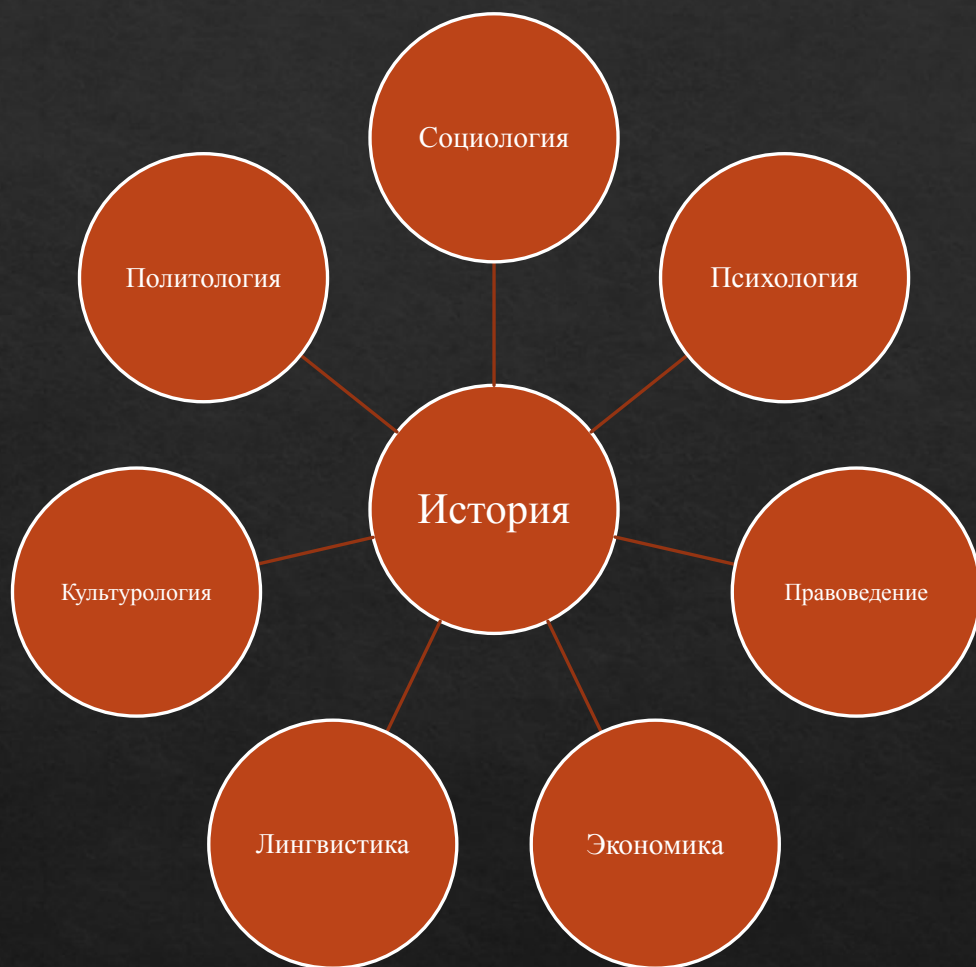 Социология
Политология
Психология
История
Культурология
Правоведение
Лингвистика
Экономика